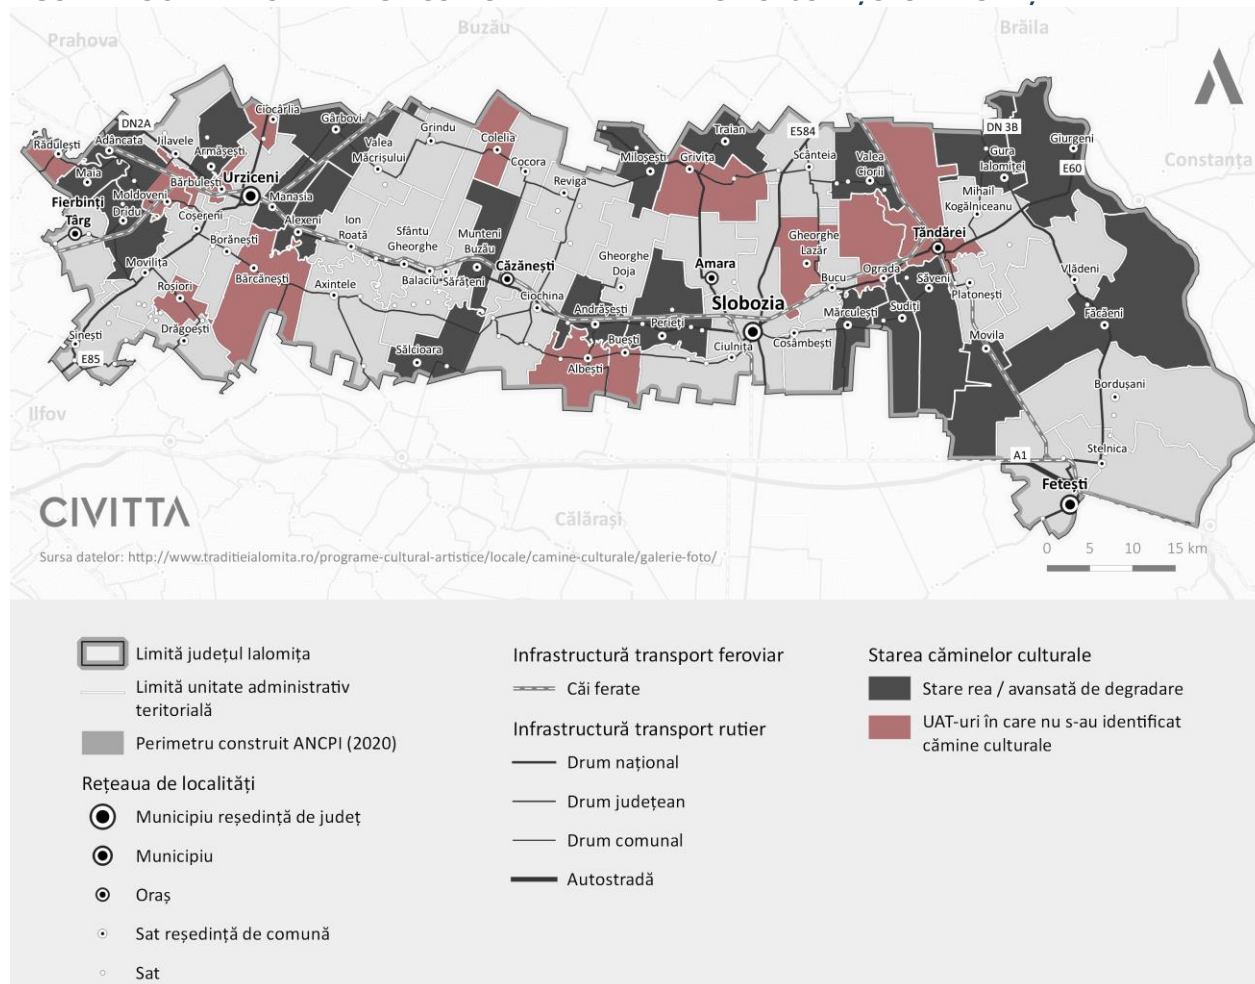 Prahova
Buzău
Brăila
DN2A
Ciocârlia
Gârbovi
Grindu
Colelia
Traian
E584
DN 3B
Giurgeni
Rădulești
Adâncata
Jilavele
Armășești
Valea
Măcrișului
Cocora
Miloșești
Grivița
Scânteia
Valea
Ciorii
Gura
Ialomiței
Constanța
Maia
Bărbulești
Urziceni
Reviga
E60
Fierbinți
Târg
Moldoveni
Dridu
Manasia
Mihail
Kogălniceanu
Coșereni
Alexeni
Ion
Roată
Sfântu
Gheorghe
Munteni
Buzău
Gheorghe
Lazăr
Țăndărei
Borănești
Gheorghe
Doja
Movilița
Bărcănești
Balaciu
Sărățeni
Căzănești
Amara
Bucu
Ograda
Vlădeni
Roșiori
Axintele
Ciochina
Andrășești
Slobozia
Săveni
Platonești
Drăgoești
Perieți
Mărculești
Sudiți
Făcăeni
Sinești
Buești
Ciulnița
Cosâmbești
Movila
E85
Sălcioara
Albești
Bordușani
Ilfov
A1
Stelnica
Fetești
CIVITTA
Călărași
Sursa datelor: http://www.traditieialomita.ro/programe-cultural-artistice/locale/camine-culturale/galerie-foto/
0 5 10 15 km
Limită județul Ialomița
Limită unitate administrativ
teritorială
Perimetru construit ANCPI (2020)
Rețeaua de localități
Municipiu reședință de județ
Municipiu
Oraș
Sat reședință de comună
Sat
Infrastructură transport feroviar
Căi ferate
Infrastructură transport rutier
Drum național
Drum județean
Drum comunal
Autostradă
Starea căminelor culturale
Stare rea / avansată de degradare
UAT-uri în care nu s-au identificat
cămine culturale